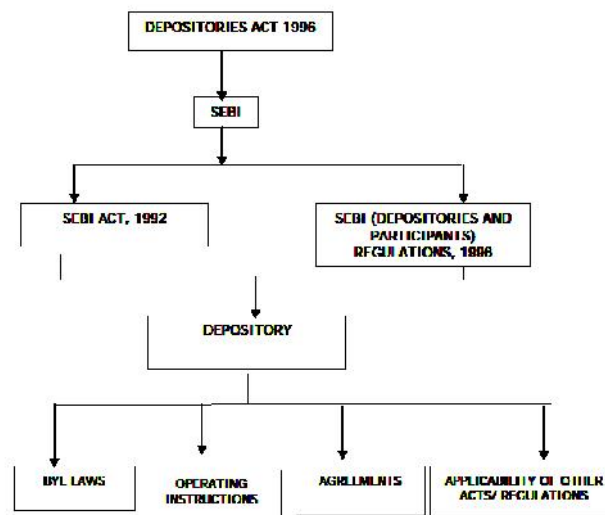 DEPOSITORIES ACT 1996
SEBI
SEBI ACT, 1992
SEBI (DEPOSITORIES AND
PARTICIPANTS)
REGULATIONS, 1996
DEPOSITORY
BYE LAWS
OPERATING
INSTRUCTIONS
AGREEMENTS
APPLICABILITY OF OTHER
ACTS/ REGULATIONS